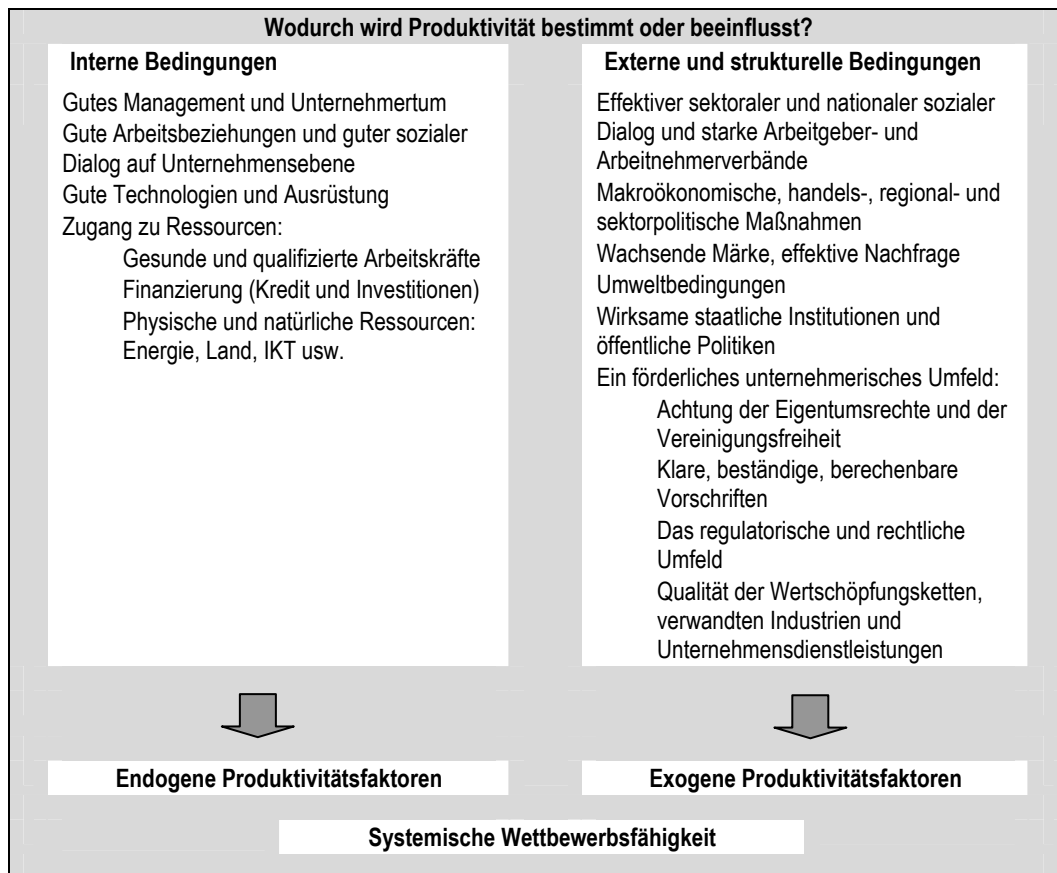 Wodurch wird Produktivität bestimmt oder beeinflusst?
Interne Bedingungen
Gutes Management und Unternehmertum
Gute Arbeitsbeziehungen und guter sozialer
Dialog auf Unternehmensebene
Gute Technologien und Ausrüstung
Zugang zu Ressourcen:
Gesunde und qualifizierte Arbeitskräfte
Finanzierung (Kredit und Investitionen)
Physische und natürliche Ressourcen:
Energie, Land, IKT usw.
Externe und strukturelle Bedingungen
Effektiver sektoraler und nationaler sozialer
Dialog und starke Arbeitgeber- und
Arbeitnehmerverbände
Makroökonomische, handels-, regional- und
sektorpolitische Maßnahmen
Wachsende Märke, effektive Nachfrage
Umweltbedingungen
Wirksame staatliche Institutionen und
öffentliche Politiken
Ein förderliches unternehmerisches Umfeld:
Achtung der Eigentumsrechte und der
Vereinigungsfreiheit
Klare, beständige, berechenbare
Vorschriften
Das regulatorische und rechtliche
Umfeld
Qualität der Wertschöpfungsketten,
verwandten Industrien und
Unternehmensdienstleistungen
Endogene Produktivitätsfaktoren
Exogene Produktivitätsfaktoren
Systemische Wettbewerbsfähigkeit